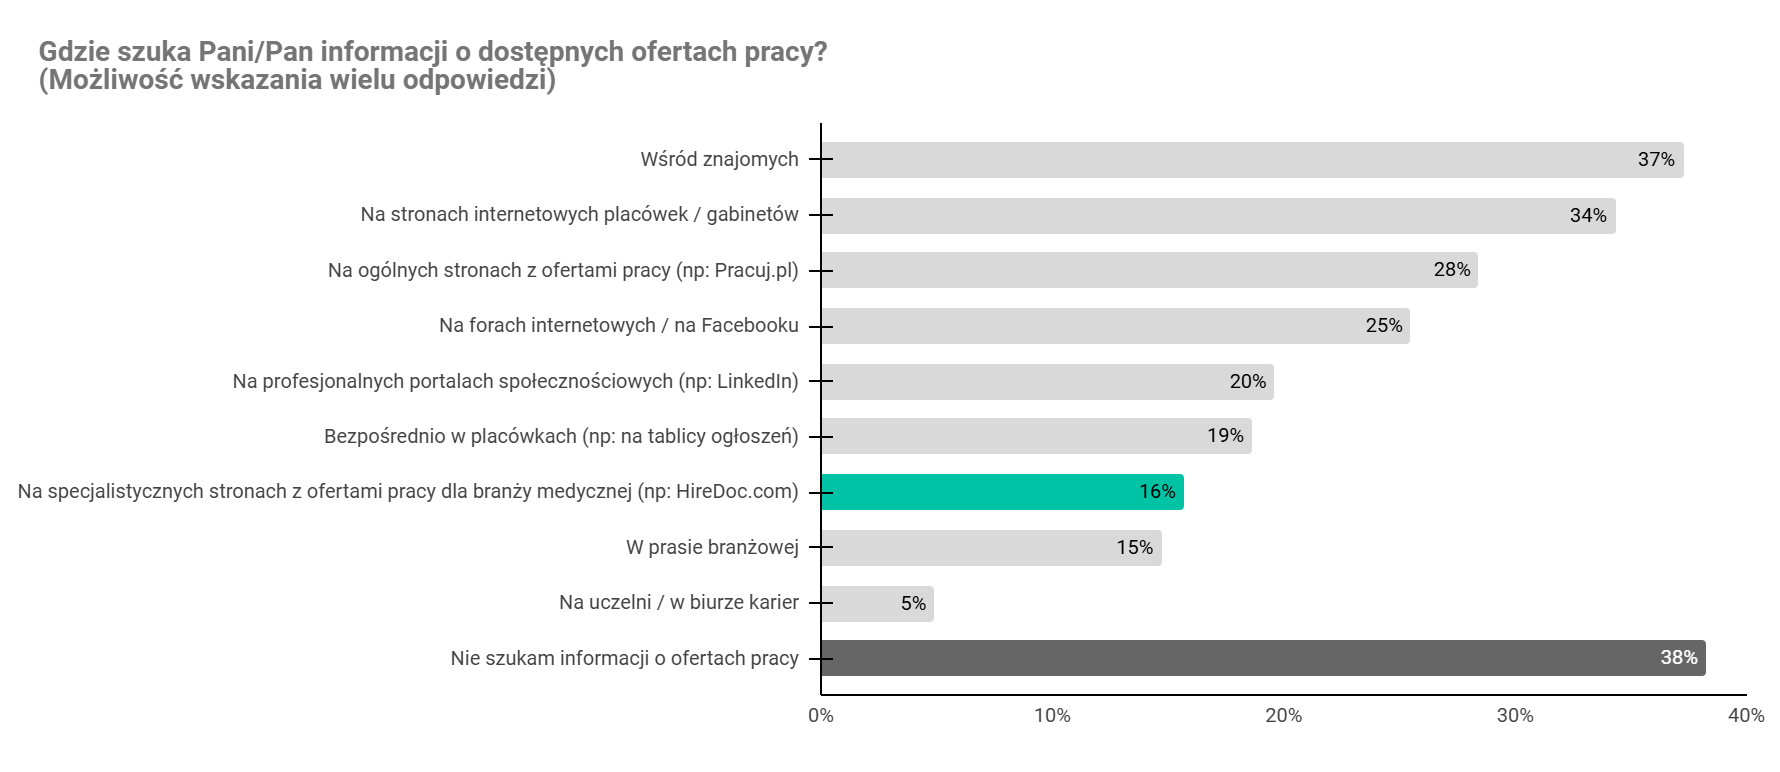 Gdzie szuka Pani/Pan informacji o dostępnych ofertach pracy?
(Możliwość wskazania wielu odpowiedzi)
Wśród znajomych 37%
Na stronach internetowych placówek / gabinetów 34%
Na ogólnych stronach z ofertami pracy (np: Pracuj.pl) 28%
Na forach internetowych / na Facebooku 25%
Na profesjonalnych portalach społecznościowych (np: LinkedIn) 20%
Bezpośrednio w placówkach (np: na tablicy ogłoszeń) 19%
Na specjalistycznych stronach z ofertami pracy dla branży medycznej (np: HireDoc.com) 16%
W prasie branżowej 15%
Na uczelni / w biurze karier 5%
Nie szukam informacji o ofertach pracy 38%
0% 10% 20% 30% 40%